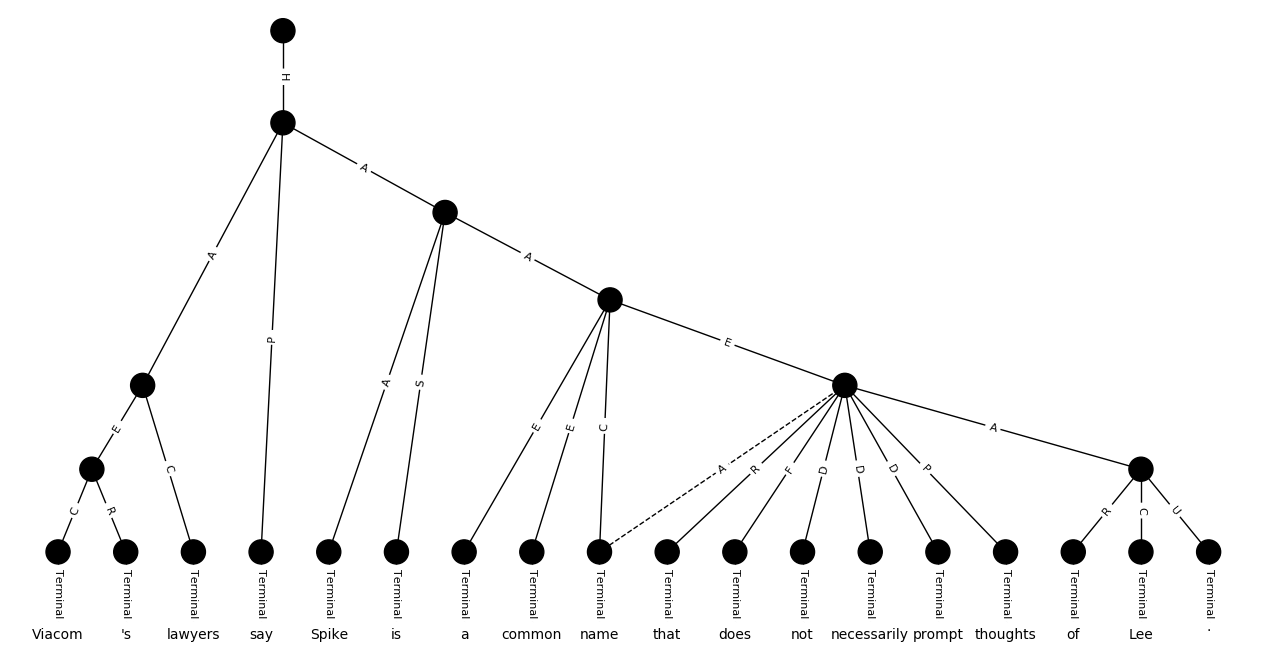 H
A
A
A
P
E
A
S
E
A
E
C
E
E
C
A
R
F
D
D
D
P
C
R
R
C
U
Terminal Terminal Terminal Terminal Terminal Terminal Terminal Terminal Terminal Terminal Terminal Terminal Terminal Terminal Terminal Terminal Terminal Terminal
Viacom 's lawyers say Spike is a common name that does not necessarily prompt thoughts of Lee .